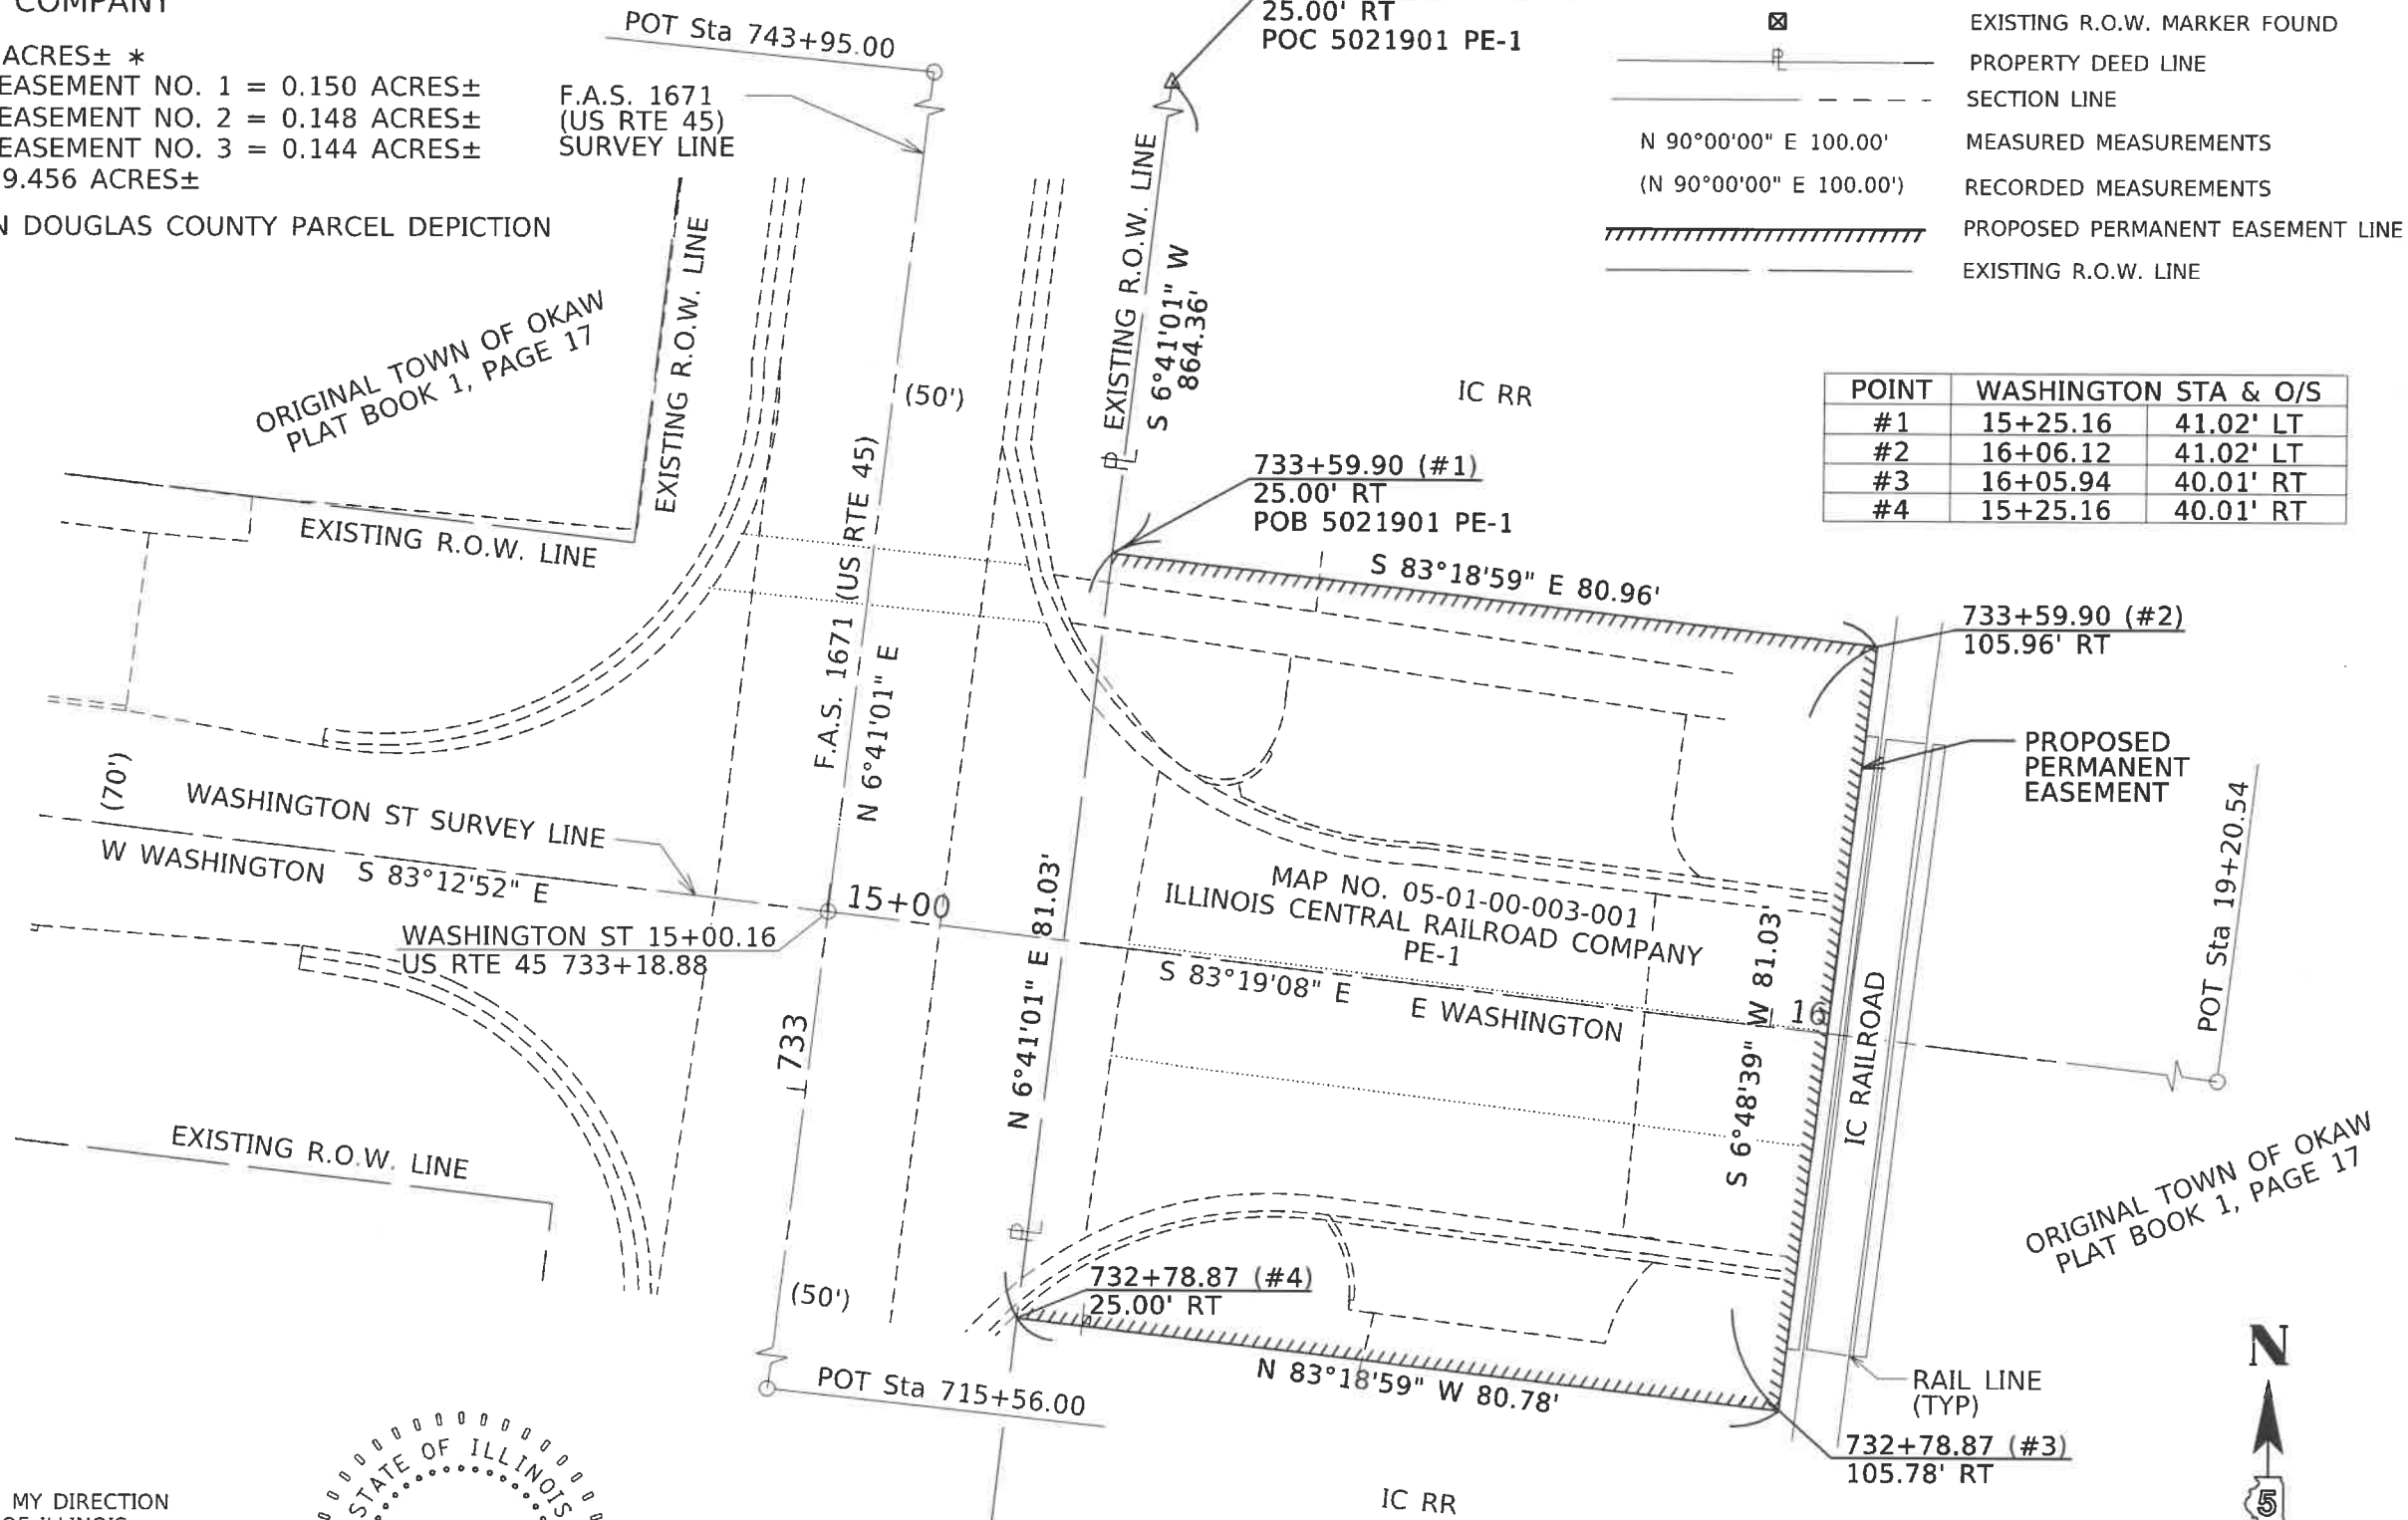 COMPANY
ACRES± *
EASEMENT NO. 1 = 0.150 ACRES±
EASEMENT NO. 2 = 0.148 ACRES±
EASEMENT NO. 3 = 0.144 ACRES±
9.456 ACRES±
N DOUGLAS COUNTY PARCEL DEPICTION
POT Sta 743+95.00
F.A.S. 1671
(US RTE 45)
SURVEY LINE
25.00' RT
POC 5021901 PE-1
EXISTING R.O.W. MARKER FOUND
PROPERTY DEED LINE
SECTION LINE
N 90°00'00" E 100.00' MEASURED MEASUREMENTS
(N 90°00'00" E 100.00') RECORDED MEASUREMENTS
PROPOSED PERMANENT EASEMENT LINE
EXISTING R.O.W. LINE
ORIGINAL TOWN OF OKAW
PLAT BOOK 1, PAGE 17
EXISTING R.O.W. LINE
EXISTING R.O.W. LINE
(50')
EXISTING R.O.W. LINE
S 6°41'01" W
864.36'
IC RR
POINT WASHINGTON STA & O/S
#1 15+25.16 41.02' LT
#2 16+06.12 41.02' LT
#3 16+05.94 40.01' RT
#4 15+25.16 40.01' RT
733+59.90 (#1)
25.00' RT
POB 5021901 PE-1
S 83°18'59" E 80.96'
733+59.90 (#2)
105.96' RT
F.A.S. 1671 (US RTE 45)
N 6°41'01" E
PROPOSED
PERMANENT
EASEMENT
(70')
WASHINGTON ST SURVEY LINE
W WASHINGTON S 83°12'52" E
15+00
WASHINGTON ST 15+00.16
US RTE 45 733+18.88
N 6°41'01" E 81.03'
MAP NO. 05-01-00-003-001
ILLINOIS CENTRAL RAILROAD COMPANY
PE-1
S 83°19'08" E E WASHINGTON
S 6°48'39" W 81.03'
16
IC RAILROAD
POT Sta 19+20.54
733
EXISTING R.O.W. LINE
ORIGINAL TOWN OF OKAW
PLAT BOOK 1, PAGE 17
(50')
732+78.87 (#4)
25.00' RT
POT Sta 715+56.00
N 83°18'59" W 80.78'
RAIL LINE
(TYP)
732+78.87 (#3)
105.78' RT
N
5
IC RR
STATE OF ILLINOIS
MY DIRECTION
OF ILLINOIS